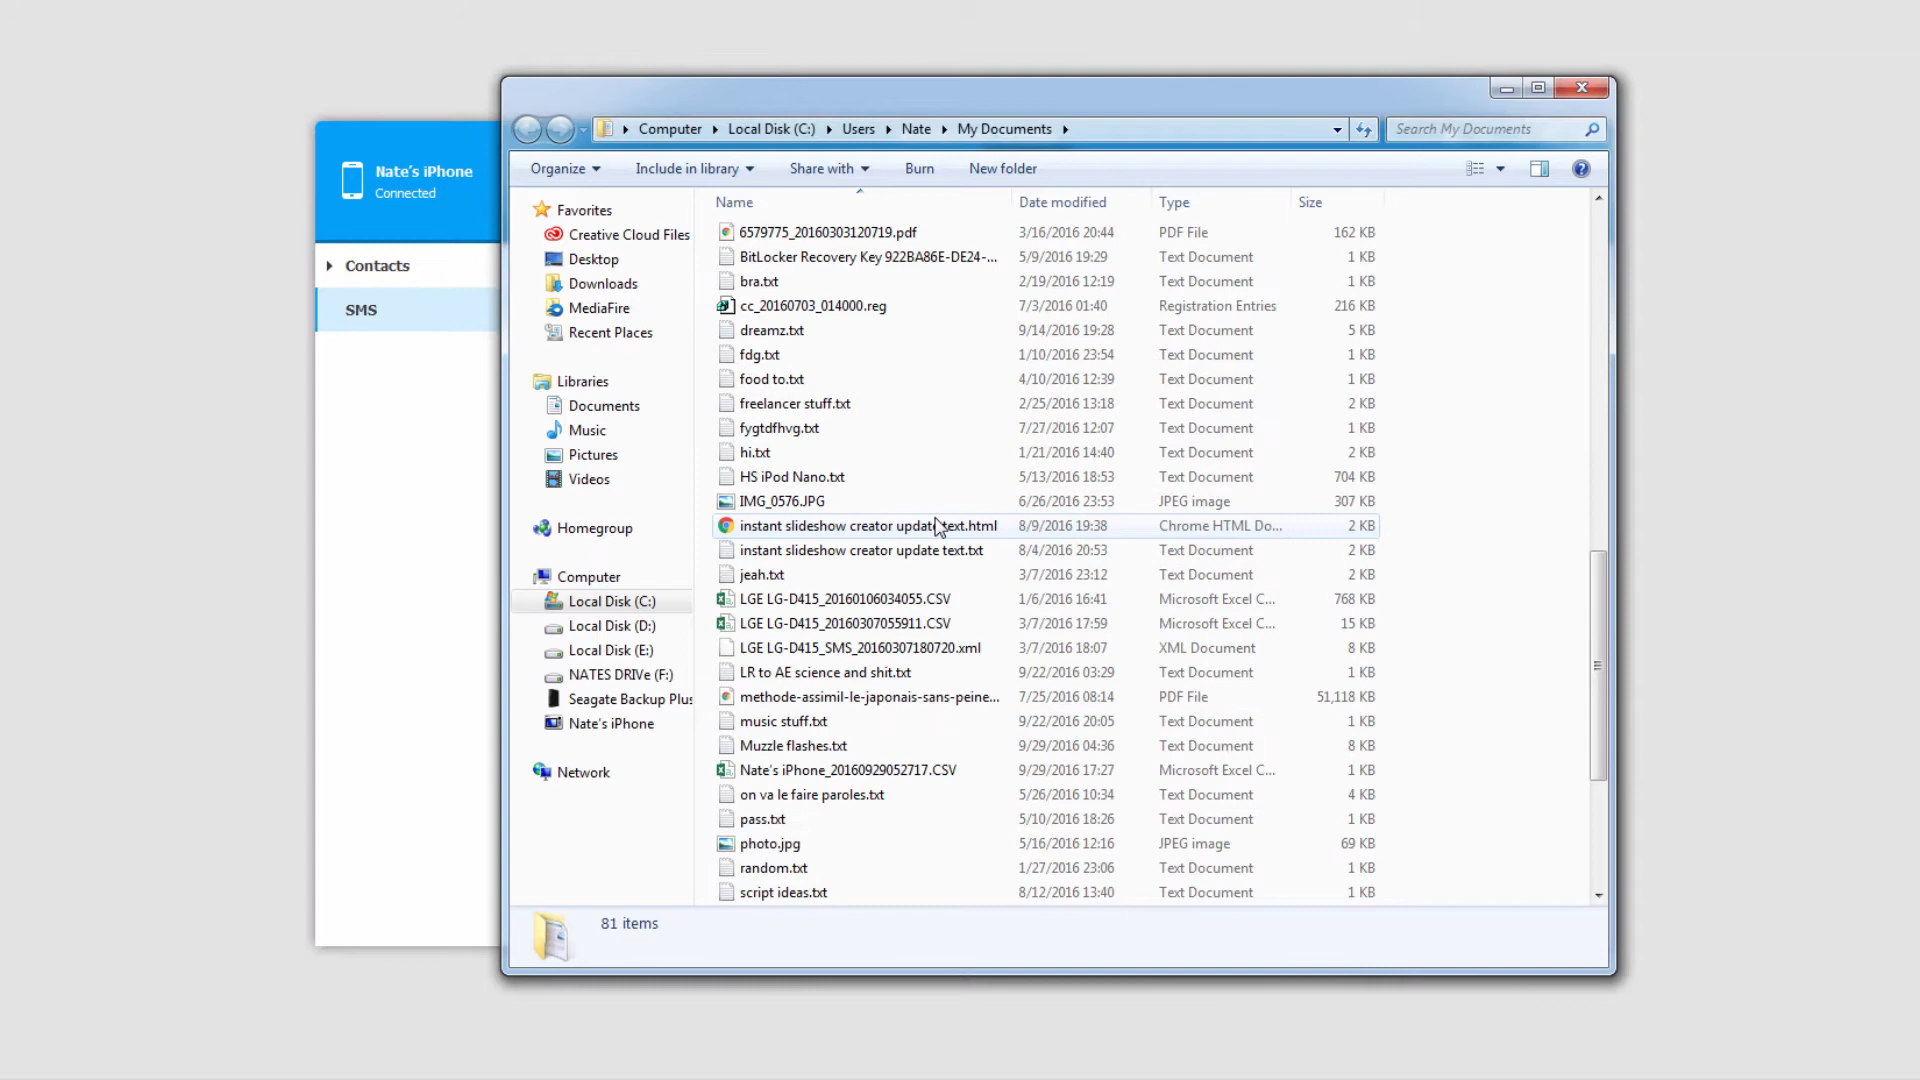 Nate's iPhone
Connected
Contacts
SMS
Computer Local Disk (C:) Users Nate My Documents
Search My Documents
Organize Include in library Share with Burn New folder
Favorites
Creative Cloud Files
Desktop
Downloads
MediaFire
Recent Places
Libraries
Documents
Music
Pictures
Videos
Homegroup
Computer
Local Disk (C:)
Local Disk (D:)
Local Disk (E:)
NATES DRIVe (F:)
Seagate Backup Plus
Nate's iPhone
Network
Name Date modified Type Size
6579775_20160303120719.pdf 3/16/2016 20:44 PDF File 162 KB
BitLocker Recovery Key 922BA86E-DE24-... 5/9/2016 19:29 Text Document 1 KB
bra.txt 2/19/2016 12:19 Text Document 1 KB
cc_20160703_014000.reg 7/3/2016 01:40 Registration Entries 216 KB
dreamz.txt 9/14/2016 19:28 Text Document 5 KB
fdg.txt 1/10/2016 23:54 Text Document 1 KB
food to.txt 4/10/2016 12:39 Text Document 1 KB
freelancer stuff.txt 2/25/2016 13:18 Text Document 2 KB
fygtdfhvg.txt 7/27/2016 12:07 Text Document 1 KB
hi.txt 1/21/2016 14:40 Text Document 2 KB
HS iPod Nano.txt 5/13/2016 18:53 Text Document 704 KB
IMG_0576.JPG 6/26/2016 23:53 JPEG image 307 KB
instant slideshow creator update text.html 8/9/2016 19:38 Chrome HTML Do... 2 KB
instant slideshow creator update text.txt 8/4/2016 20:53 Text Document 2 KB
jeah.txt 3/7/2016 23:12 Text Document 2 KB
LGE LG-D415_20160106034055.CSV 1/6/2016 16:41 Microsoft Excel C... 768 KB
LGE LG-D415_20160307055911.CSV 3/7/2016 17:59 Microsoft Excel C... 15 KB
LGE LG-D415_SMS_20160307180720.xml 3/7/2016 18:07 XML Document 8 KB
LR to AE science and shit.txt 9/22/2016 03:29 Text Document 1 KB
methode-assimil-le-japonais-sans-peine... 7/25/2016 08:14 PDF File 51,118 KB
music stuff.txt 9/22/2016 20:05 Text Document 1 KB
Muzzle flashes.txt 9/29/2016 04:36 Text Document 8 KB
Nate's iPhone_20160929052717.CSV 9/29/2016 17:27 Microsoft Excel C... 1 KB
on va le faire paroles.txt 5/26/2016 10:34 Text Document 4 KB
pass.txt 5/10/2016 18:26 Text Document 1 KB
photo.jpg 5/16/2016 12:16 JPEG image 69 KB
random.txt 1/27/2016 23:06 Text Document 1 KB
script ideas.txt 8/12/2016 13:40 Text Document 1 KB
81 items